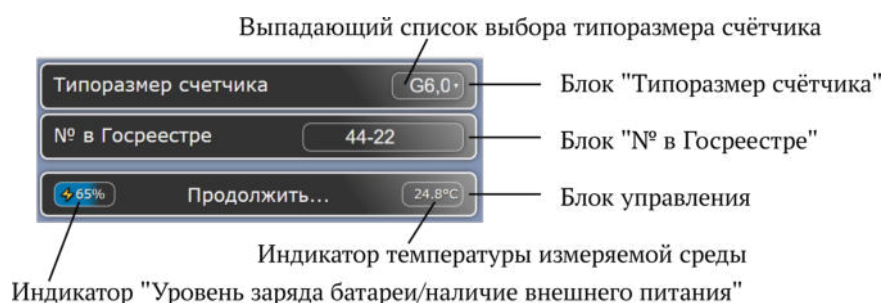 Выпадающий список выбора типоразмера счётчика
Типоразмер счетчика G6,0 Блок "Типоразмер счётчика"
№ в Госреестре 44-22 Блок "№ в Госреестре"
65% Продолжить... 24.8°C Блок управления
Индикатор температуры измеряемой среды
Индикатор "Уровень заряда батареи/наличие внешнего питания"